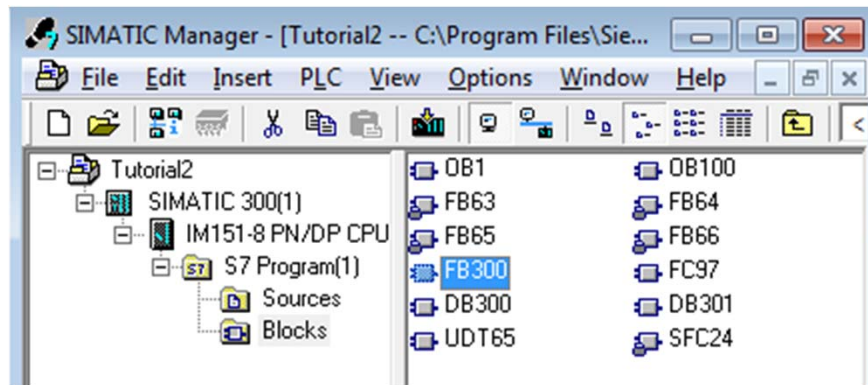 SIMATIC Manager - [Tutorial2 -- C:\Program Files\Sie...
File Edit Insert PLC View Options Window Help
Tutorial2
SIMATIC 300(1)
IM151-8 PN/DP CPU
S7 Program(1)
Sources
Blocks
OB1 OB100
FB63 FB64
FB65 FB66
FB300 FC97
DB300 DB301
UDT65 SFC24